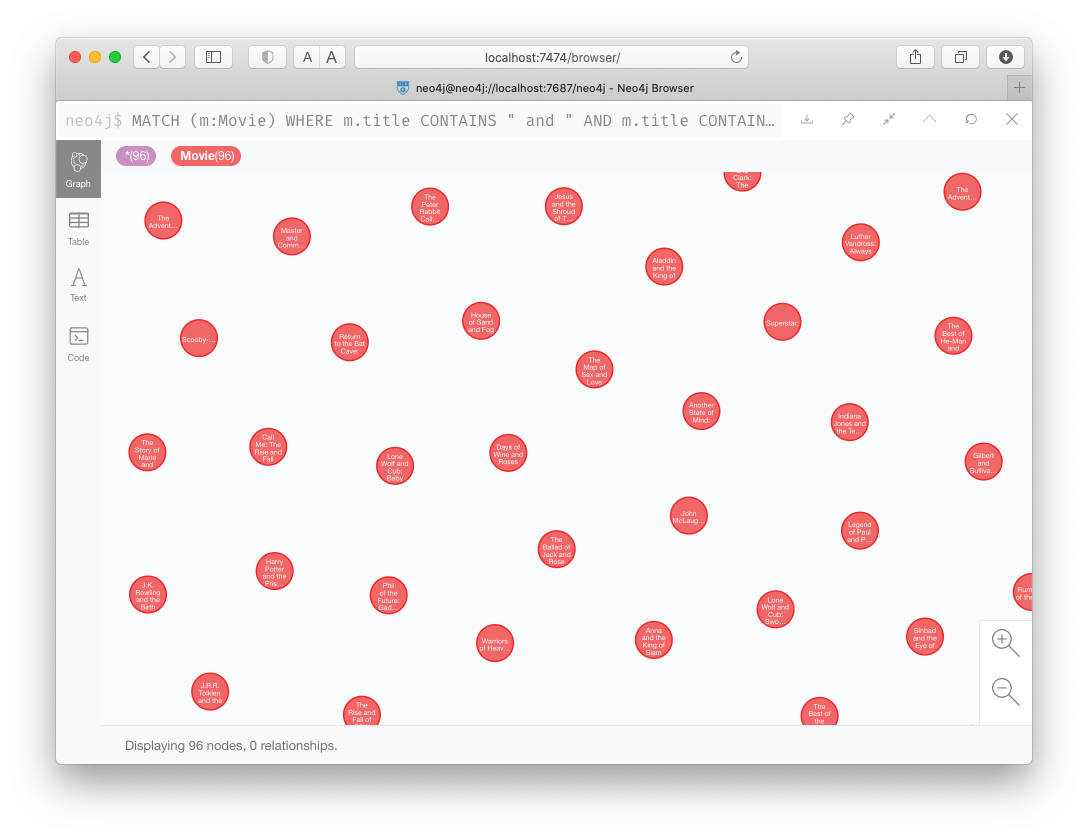 A A
localhost:7474/browser/
neo4j@neo4j://localhost:7687/neo4j - Neo4j Browser
neo4j$ MATCH (m:Movie) WHERE m.title CONTAINS " and " AND m.title CONTAIN…
*(96) Movie(96)
Graph
Table
Text
Code
Clark:
The
The
Advent…
The
Peter
Rabbit
Coll…
Jesus
and the
Shroud
of T…
The
Advent…
Master
and
Comm…
Luther
Vandross:
Always
Aladdin
and the
King of
House
of Sand
and Fog
Superstar:
Scooby-…
Return
to the Bat
Cave:
The
Best of
He-Man
and
The
Map of
Sex and
Love
Another
State of
Mind:
Indiana
Jones and
the Te…
The
Story of
Marie
and
Call
Me: The
Rise and
Fall
Lone
Wolf and
Cub:
Baby
Days of
Wine and
Roses
Gilbert
and
Sulliva…
John
McLaug…
Legend
of Paul
and P…
The
Ballad of
Jack and
Rose
Harry
Potter
and the
Pris…
J.K.
Rowling
and the
Birth
Phil
of the
Future:
Gad…
Lone
Wolf and
Cub:
Swo…
Rum
of the
Warriors
of Heav…
Anna
and the
King of
Siam
Sinbad
and the
Eye of
J.R.R.
Tolkien
and the
The
Rise and
Fall of
The
Best of
the
Displaying 96 nodes, 0 relationships.